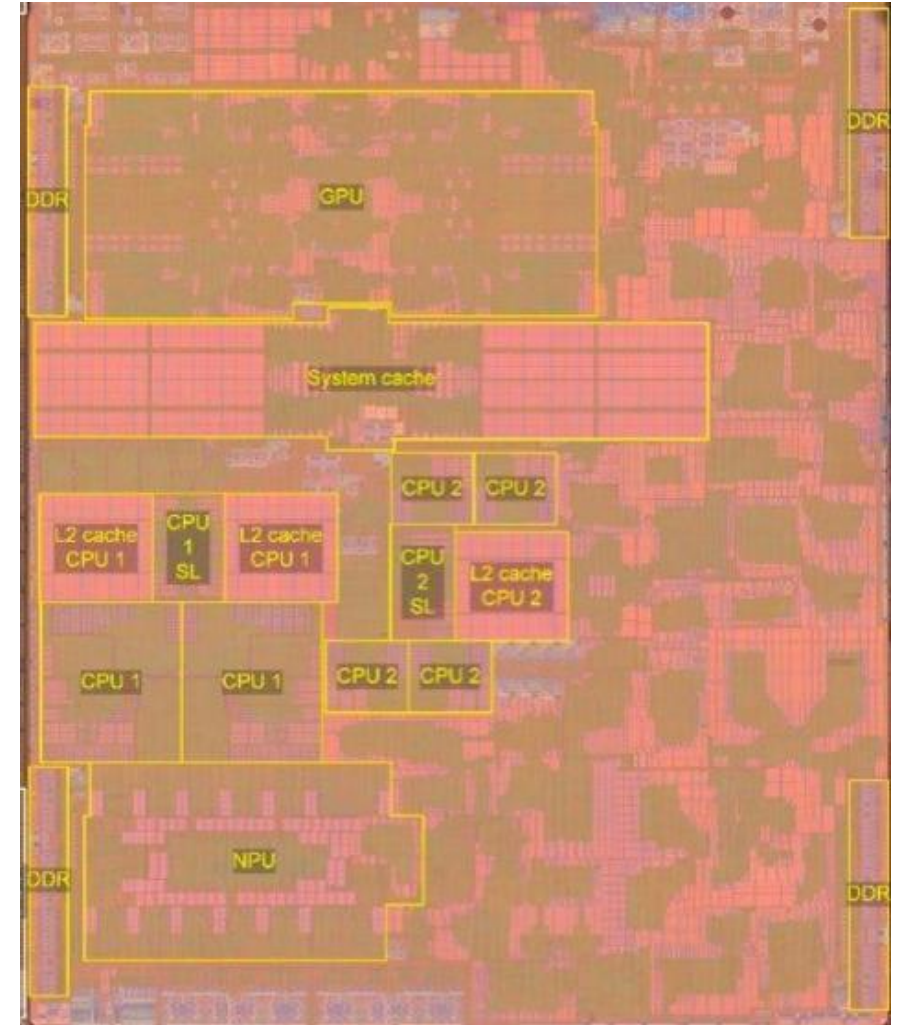 DDR
DDR
GPU
System cache
CPU 2
CPU 2
L2 cache
CPU 1
CPU
1
SL
L2 cache
CPU 1
CPU
2
SL
L2 cache
CPU 2
CPU 1
CPU 1
CPU 2
CPU 2
NPU
DDR
DDR